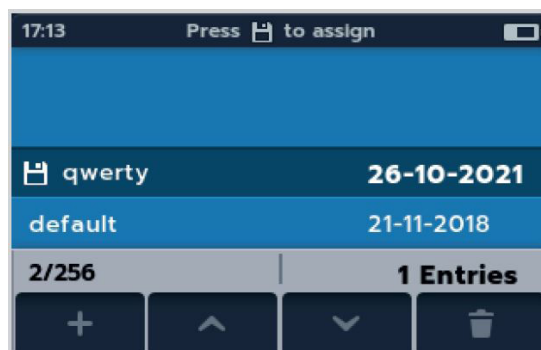 17:13 Press to assign
qwerty 26-10-2021
default 21-11-2018
2/256 1 Entries